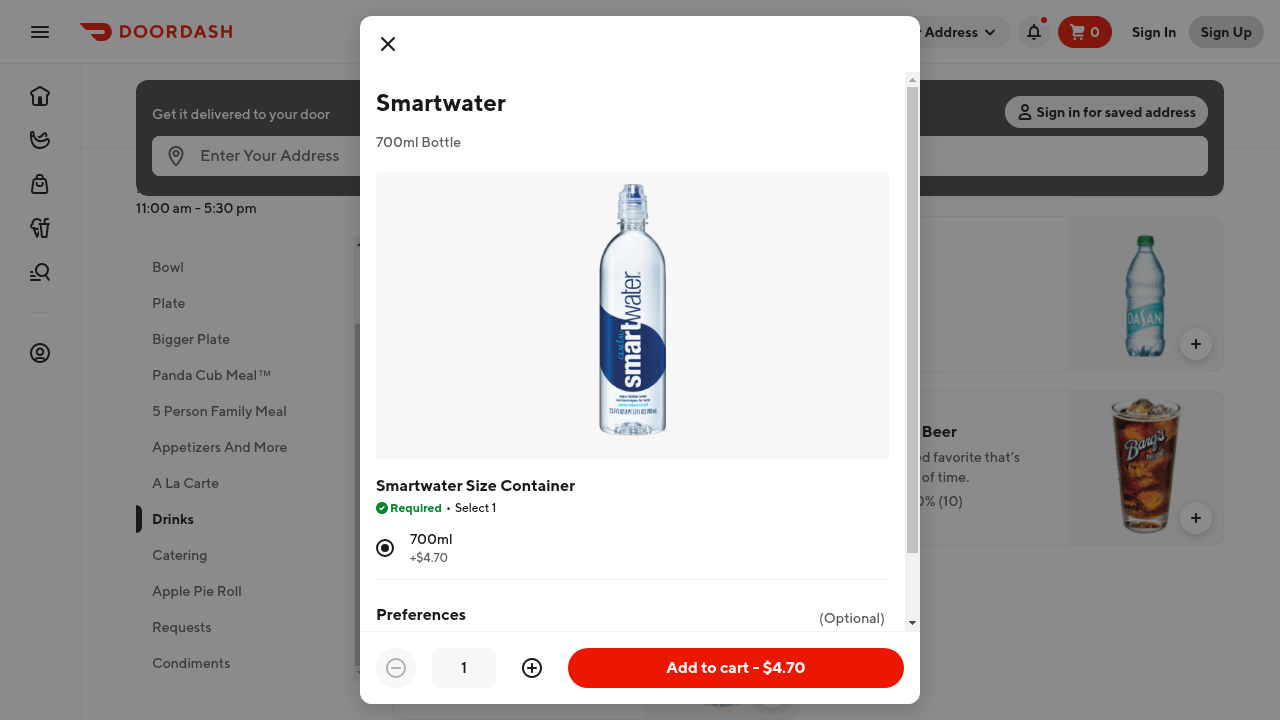 DOORDASH
Address
0
Sign In
Sign Up
Get it delivered to your door
Sign in for saved address
Enter Your Address
11:00 am - 5:30 pm
Bowl
Plate
Bigger Plate
Panda Cub Meal™
5 Person Family Meal
Appetizers And More
A La Carte
Drinks
Catering
Apple Pie Roll
Requests
Condiments
Smartwater
700ml Bottle
smartwater
Smartwater Size Container
Required • Select 1
700ml
+$4.70
Preferences
(Optional)
1
Add to cart - $4.70
DASANI
Beer
ed favorite that's
of time.
0% (10)
Barq's